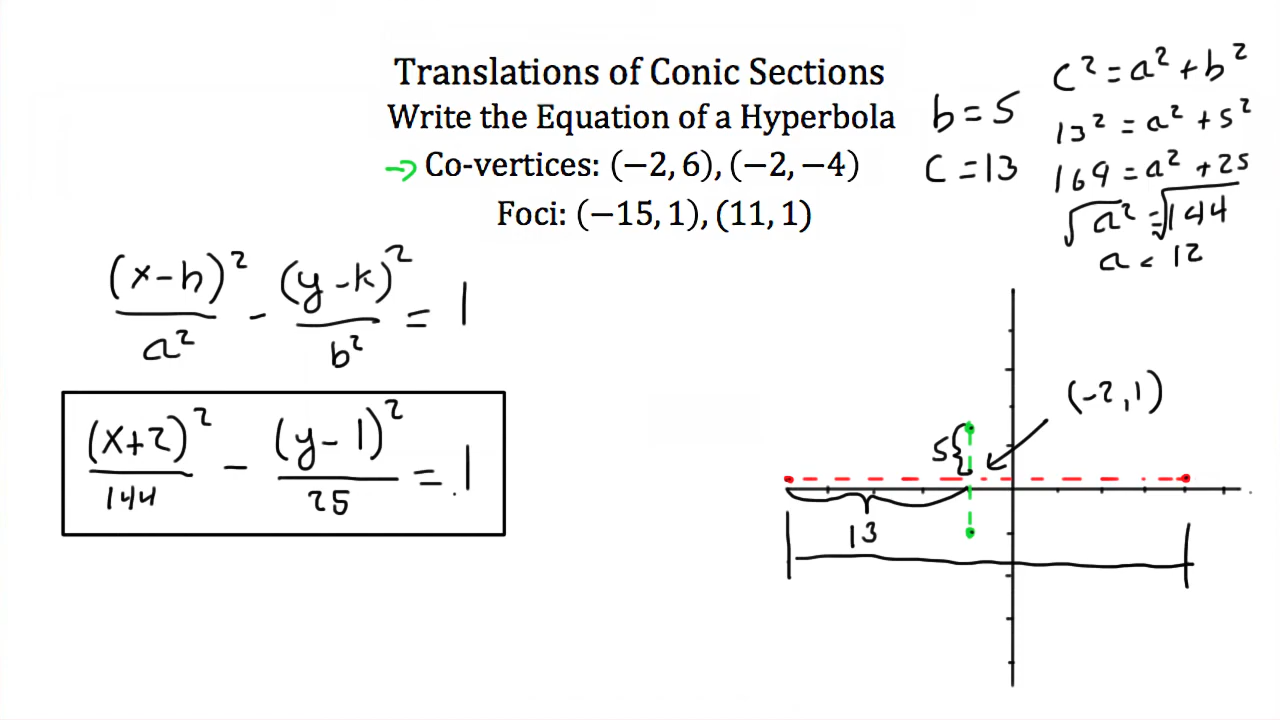 Translations of Conic Sections
Write the Equation of a Hyperbola
→ Co-vertices: (−2, 6), (−2, −4)
Foci: (−15, 1), (11, 1)
b = 5
c = 13
c² = a² + b²
13² = a² + 5²
169 = a² + 25
√a² = √144
a = 12
(x−h)²/a² − (y−k)²/b² = 1
(x+2)²/144 − (y−1)²/25 = 1
(-2,1)
5{
13